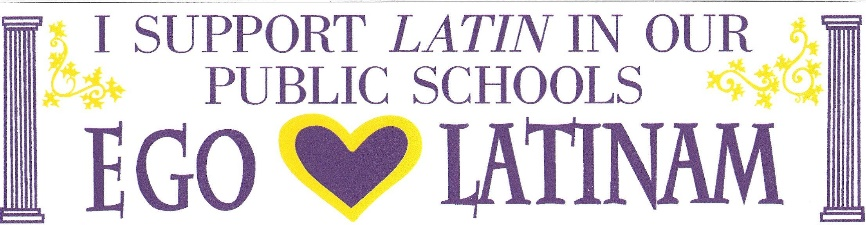 I SUPPORT LATIN IN OUR
PUBLIC SCHOOLS
EGO LATINAM